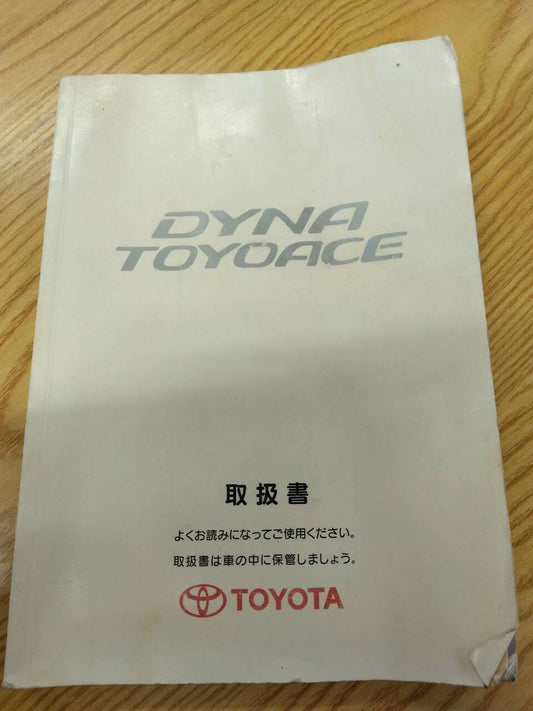 DYNA
TOYOACE
取扱書
よくお読みになってご使用ください。
取扱書は車の中に保管しましょう。
TOYOTA